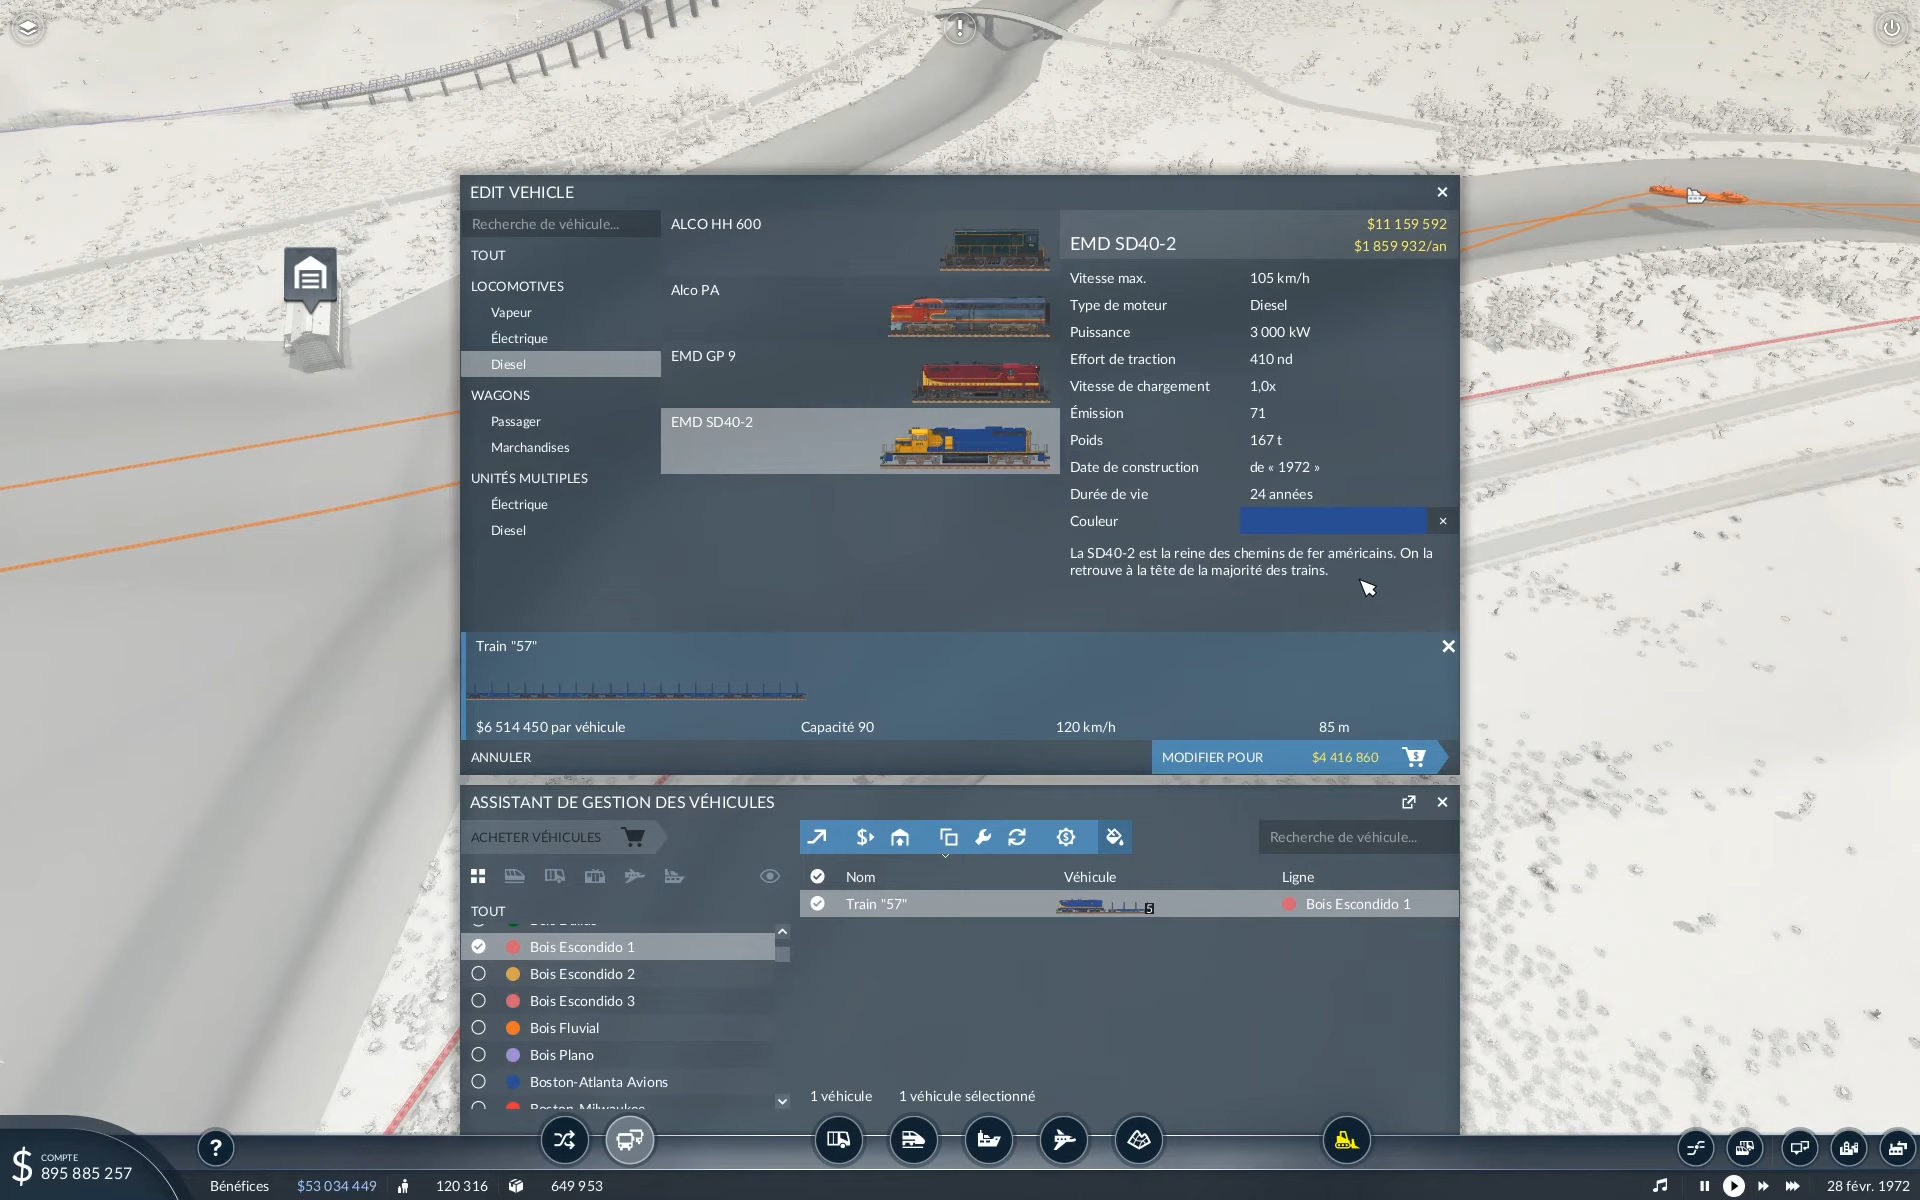 EDIT VEHICLE
Recherche de véhicule...
TOUT
LOCOMOTIVES
Vapeur
Électrique
Diesel
WAGONS
Passager
Marchandises
UNITÉS MULTIPLES
Électrique
Diesel
ALCO HH 600
Alco PA
EMD GP 9
EMD SD40-2
$11 159 592
EMD SD40-2
$1 859 932/an
Vitesse max. 105 km/h
Type de moteur Diesel
Puissance 3 000 kW
Effort de traction 410 nd
Vitesse de chargement 1,0x
Émission 71
Poids 167 t
Date de construction de « 1972 »
Durée de vie 24 années
Couleur
La SD40-2 est la reine des chemins de fer américains. On la
retrouve à la tête de la majorité des trains.
Train "57"
$6 514 450 par véhicule Capacité 90 120 km/h 85 m
ANNULER MODIFIER POUR $4 416 860
ASSISTANT DE GESTION DES VÉHICULES
ACHETER VÉHICULES
Recherche de véhicule...
TOUT
Bois Escondido 1
Bois Escondido 2
Bois Escondido 3
Bois Fluvial
Bois Plano
Boston-Atlanta Avions
Boston-Milwaukee
Nom Véhicule Ligne
Train "57" 5 Bois Escondido 1
1 véhicule 1 véhicule sélectionné
COMPTE
$ 895 885 257
?
Bénéfices $53 034 449 120 316 649 953
28 févr. 1972